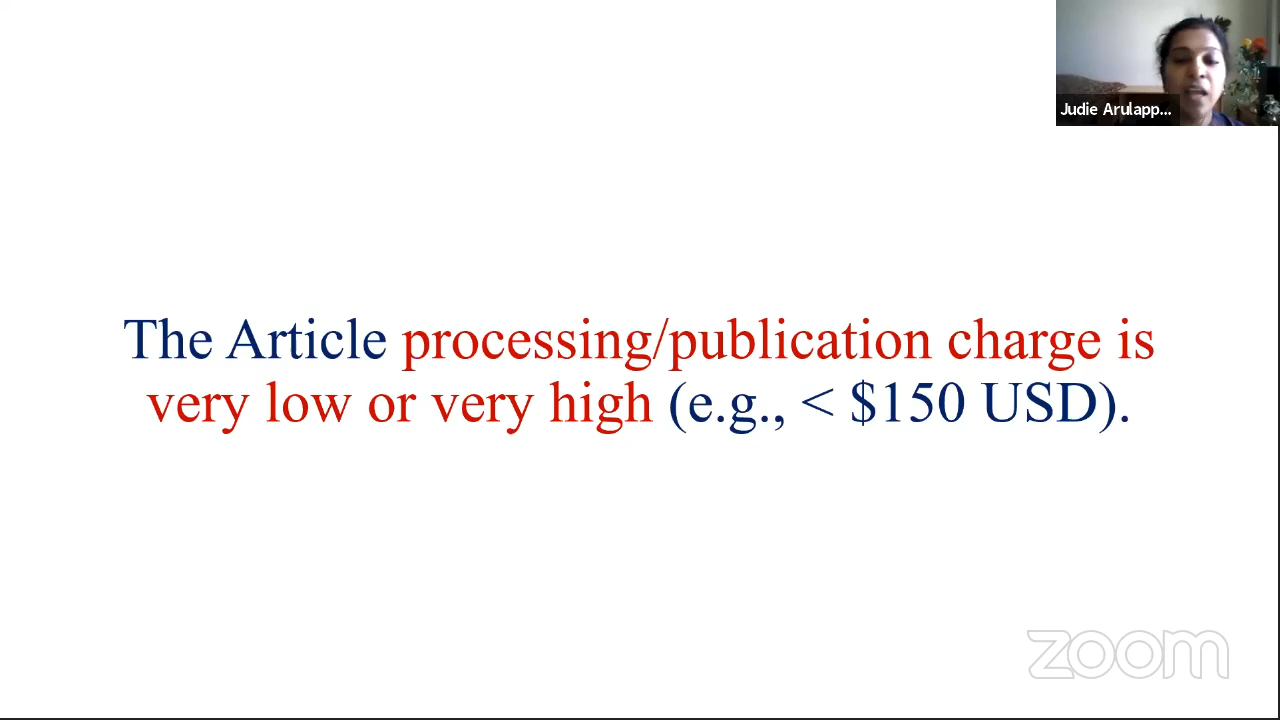 Judie Arulapp...
The Article processing/publication charge is
very low or very high (e.g., < $150 USD).
zoom